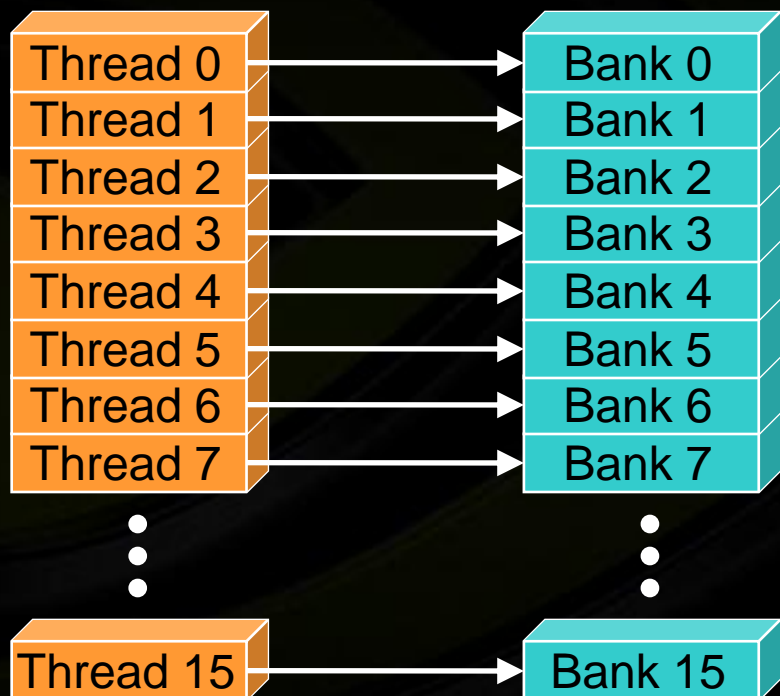 Thread 0 Bank 0
Thread 1 Bank 1
Thread 2 Bank 2
Thread 3 Bank 3
Thread 4 Bank 4
Thread 5 Bank 5
Thread 6 Bank 6
Thread 7 Bank 7
Thread 15 Bank 15